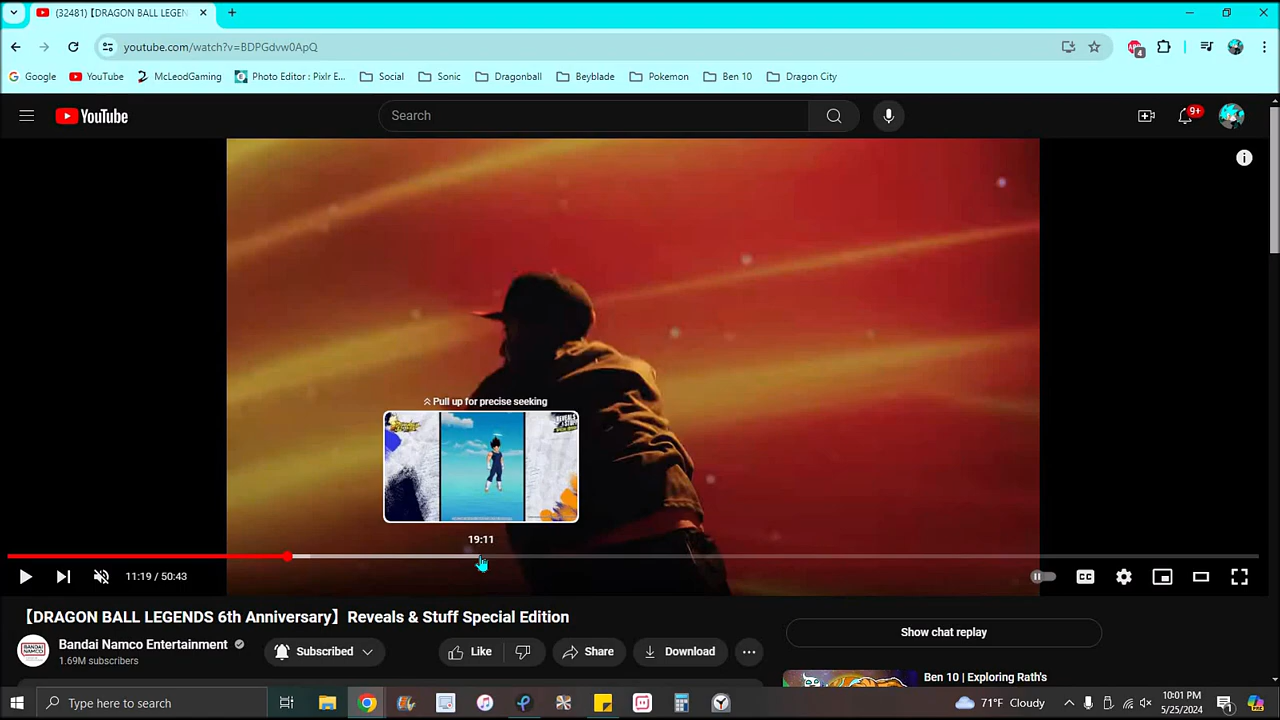 (32481)【DRAGON BALL LEGEN
youtube.com/watch?v=BDPGdvw0ApQ
4
Google YouTube McLeodGaming Photo Editor : Pixlr E... Social Sonic Dragonball Beyblade Pokemon Ben 10 Dragon City
YouTube
Search
9+
Pull up for precise seeking
19:11
11:19 / 50:43
CC
【DRAGON BALL LEGENDS 6th Anniversary】Reveals & Stuff Special Edition
Show chat replay
Bandai Namco Entertainment
1.69M subscribers
Subscribed
Like
Share
Download
Ben 10 | Exploring Rath's
Type here to search
71°F Cloudy
10:01 PM
5/25/2024
1